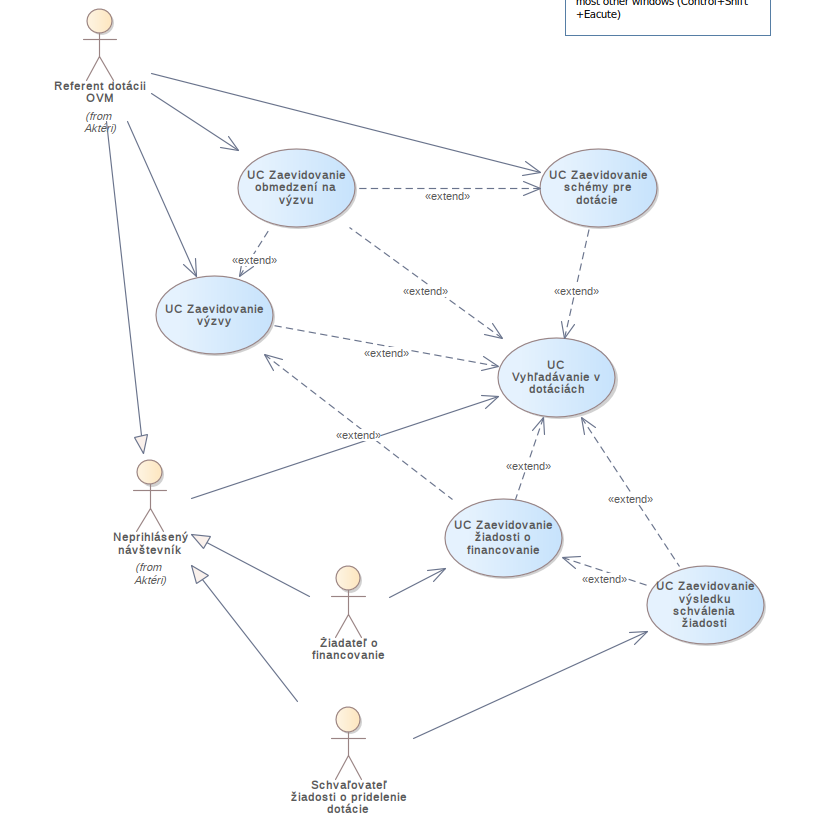 most other windows (Control+Shift
+Eacute)
Referent dotácii
OVM
(from
Aktéri)
UC Zaevidovanie
obmedzení na
výzvu
«extend»
UC Zaevidovanie
schémy pre
dotácie
«extend»
«extend»
«extend»
UC Zaevidovanie
výzvy
«extend»
UC
Vyhľadávanie v
dotáciách
«extend»
«extend»
«extend»
Neprihlásený
návštevník
(from
Aktéri)
UC Zaevidovanie
žiadosti o
financovanie
«extend»
UC Zaevidovanie
výsledku
schválenia
žiadosti
Žiadateľ o
financovanie
Schvaľovateľ
žiadosti o pridelenie
dotácie